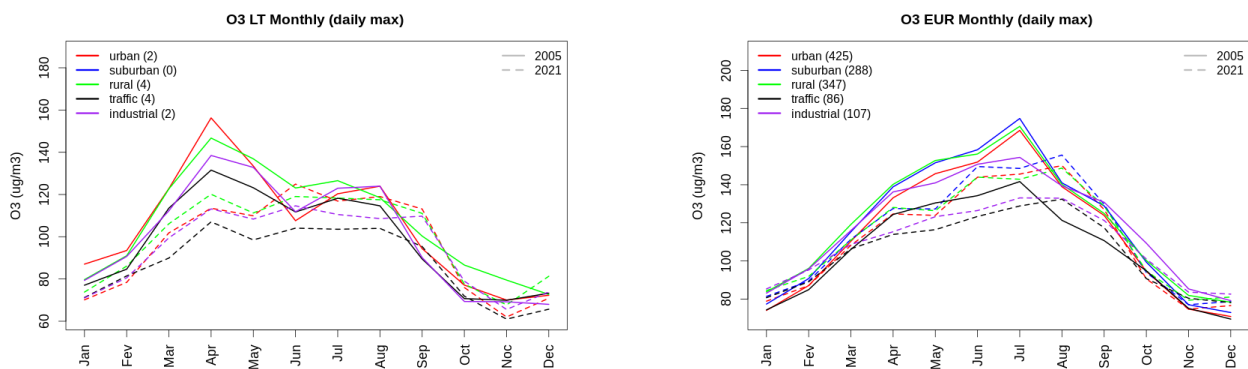 O3 LT Monthly (daily max)
O3 (ug/m3)
180
160
140
120
100
80
60
urban (2)
suburban (0)
rural (4)
traffic (4)
industrial (2)
2005
2021
Jan
Fev
Mar
Apr
May
Jun
Jul
Aug
Sep
Oct
Noc
Dec
O3 EUR Monthly (daily max)
O3 (ug/m3)
200
180
160
140
120
100
80
urban (425)
suburban (288)
rural (347)
traffic (86)
industrial (107)
2005
2021
Jan
Fev
Mar
Apr
May
Jun
Jul
Aug
Sep
Oct
Noc
Dec